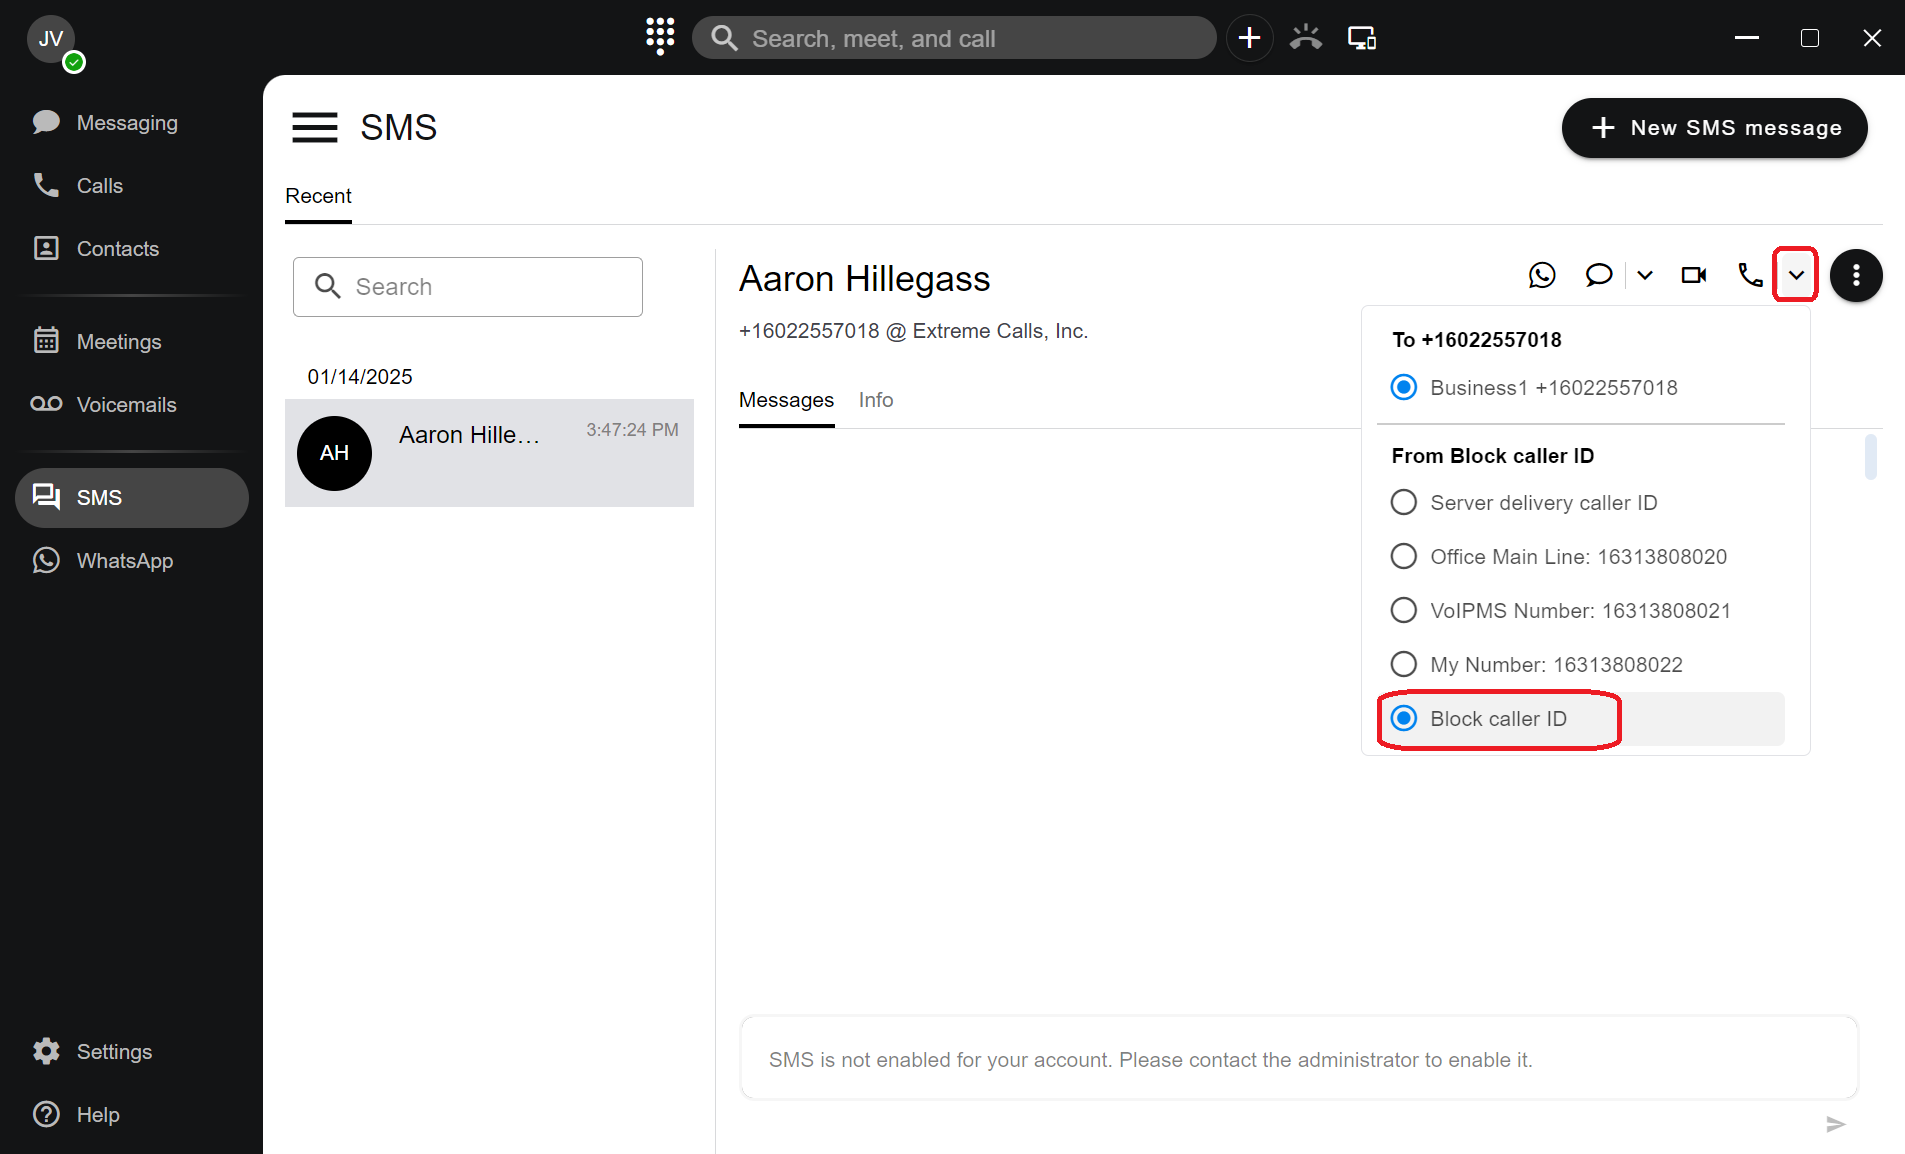 JV
Search, meet, and call
Messaging
Calls
Contacts
Meetings
Voicemails
SMS
WhatsApp
Settings
Help
SMS
New SMS message
Recent
Search
01/14/2025
AH
Aaron Hille...
3:47:24 PM
Aaron Hillegass
+16022557018 @ Extreme Calls, Inc.
Messages Info
To +16022557018
Business1 +16022557018
From Block caller ID
Server delivery caller ID
Office Main Line: 16313808020
VoIPMS Number: 16313808021
My Number: 16313808022
Block caller ID
SMS is not enabled for your account. Please contact the administrator to enable it.